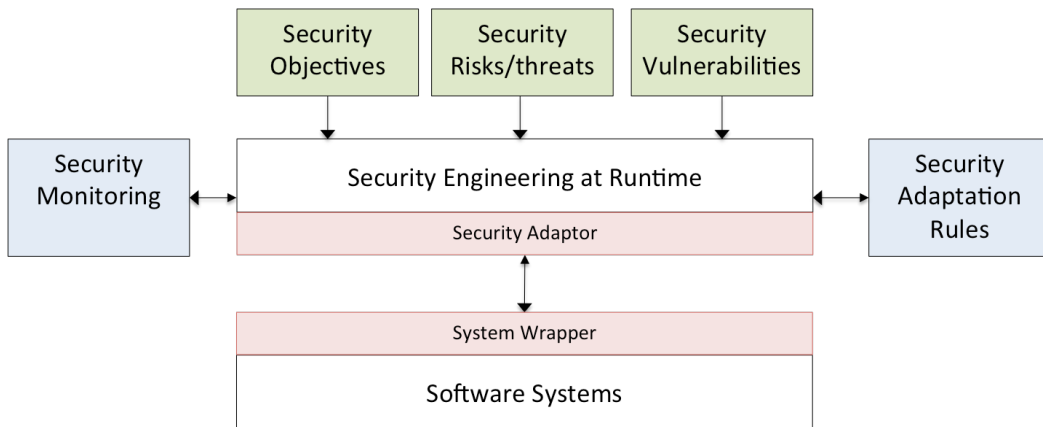 Security
Objectives
Security
Risks/threats
Security
Vulnerabilities
Security
Monitoring
Security Engineering at Runtime
Security
Adaptation
Rules
Security Adaptor
System Wrapper
Software Systems